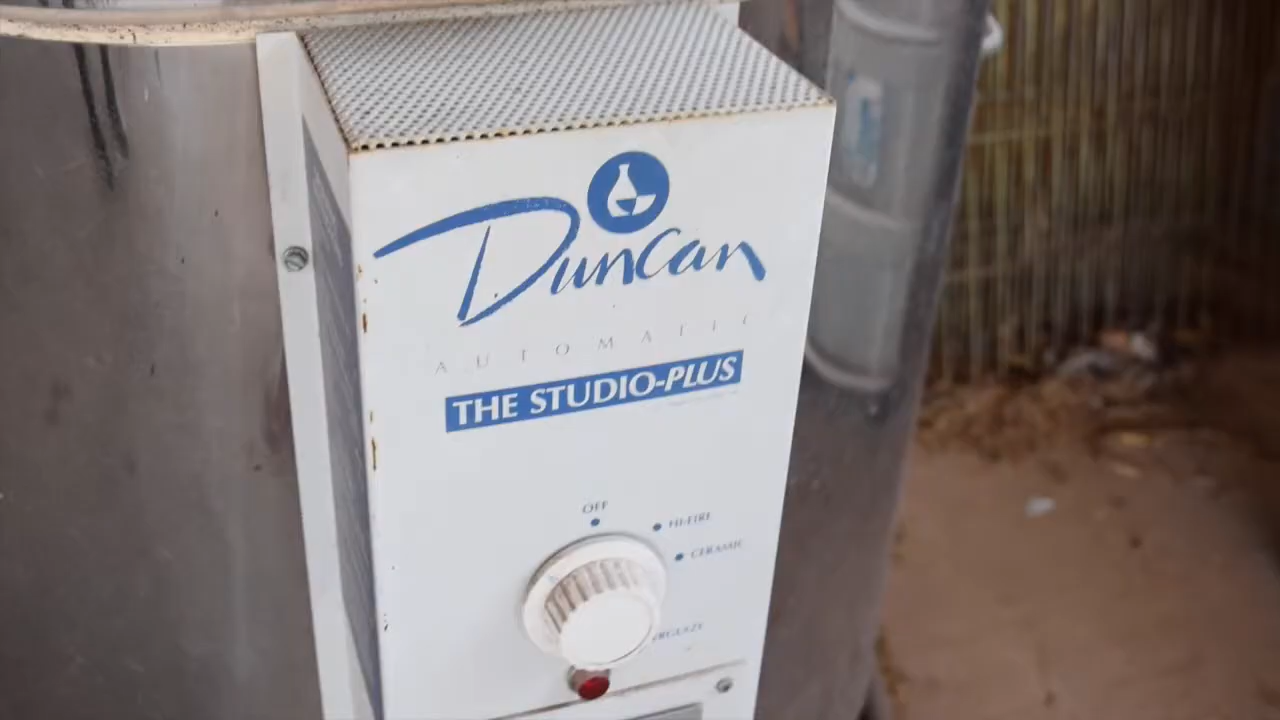 Duncan
AUTOMATIC
THE STUDIO-PLUS
OFF
HI-FIRE
CERAMIC